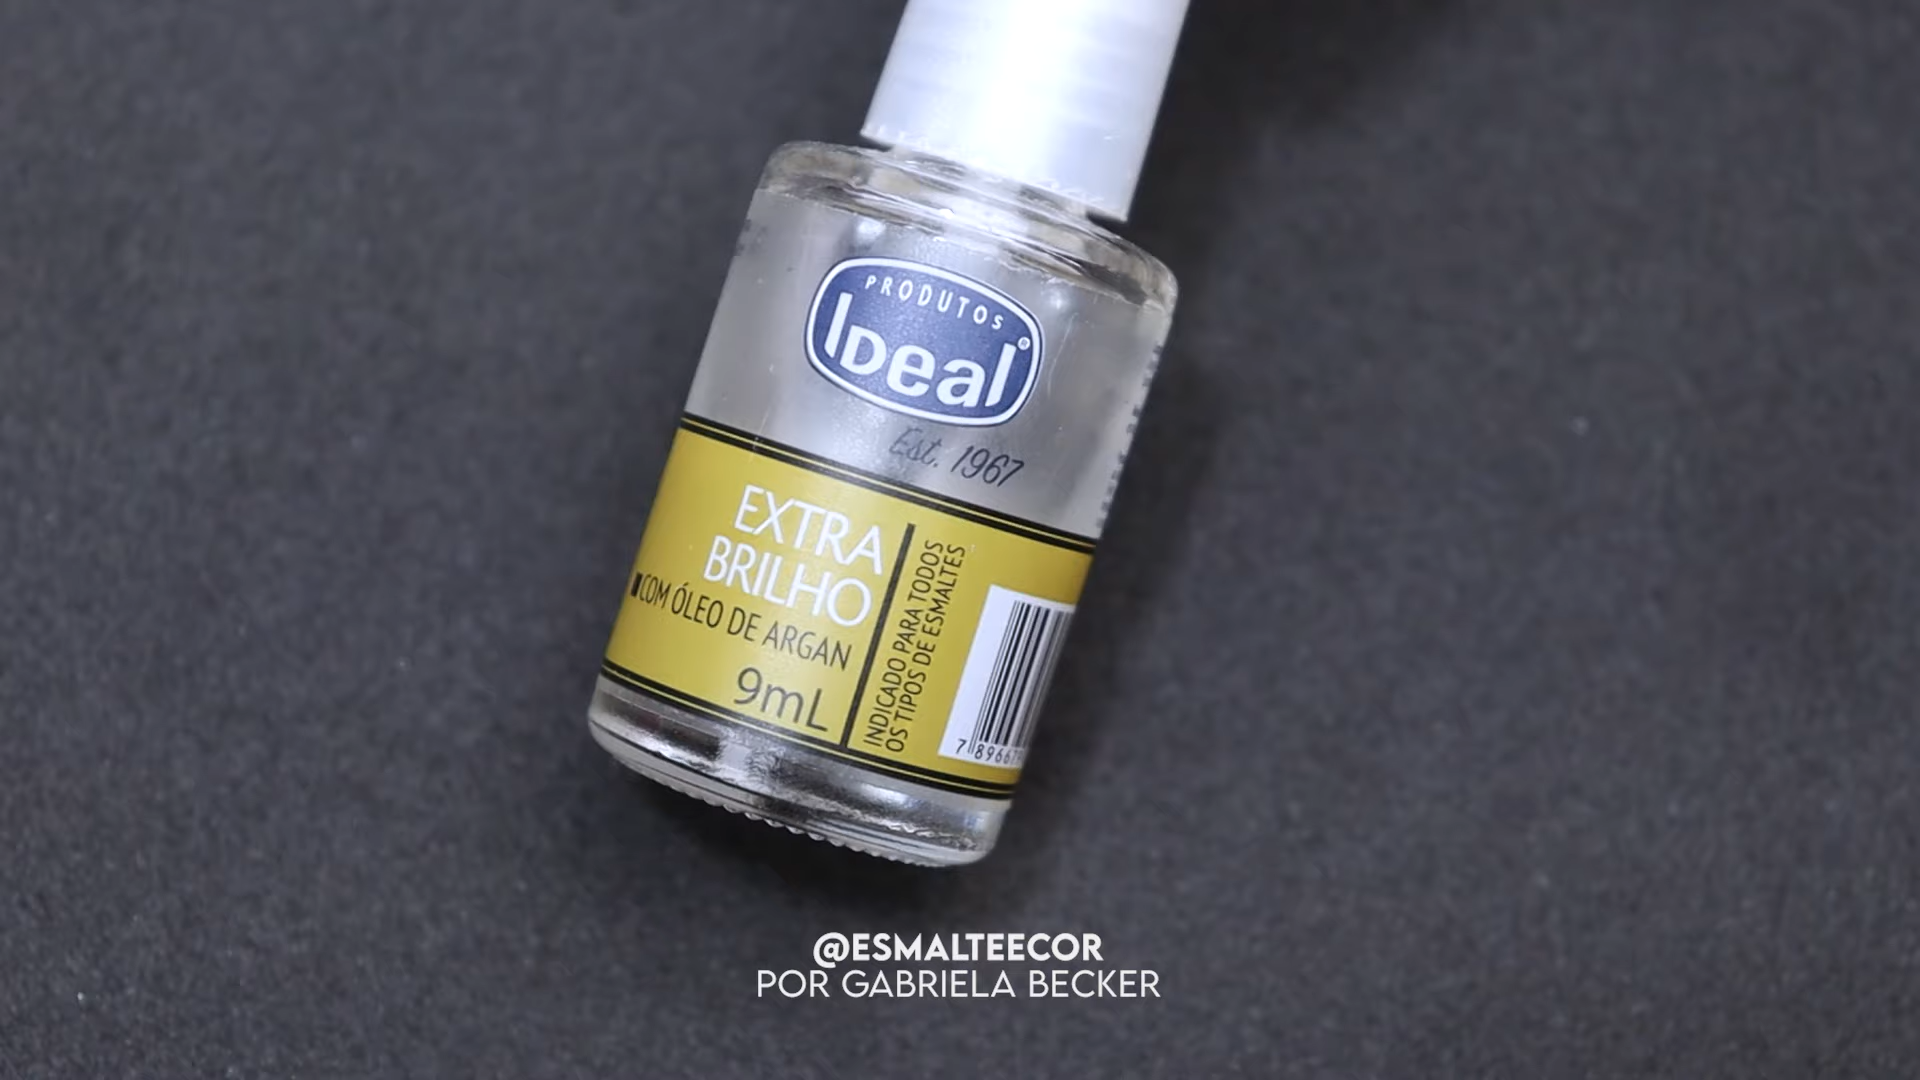 PRODUTOS
IDeal®
Est. 1967
EXTRA
BRILHO
COM ÓLEO DE ARGAN
9mL
INDICADO PARA TODOS
OS TIPOS DE ESMALTES
@ESMALTEECOR
POR GABRIELA BECKER